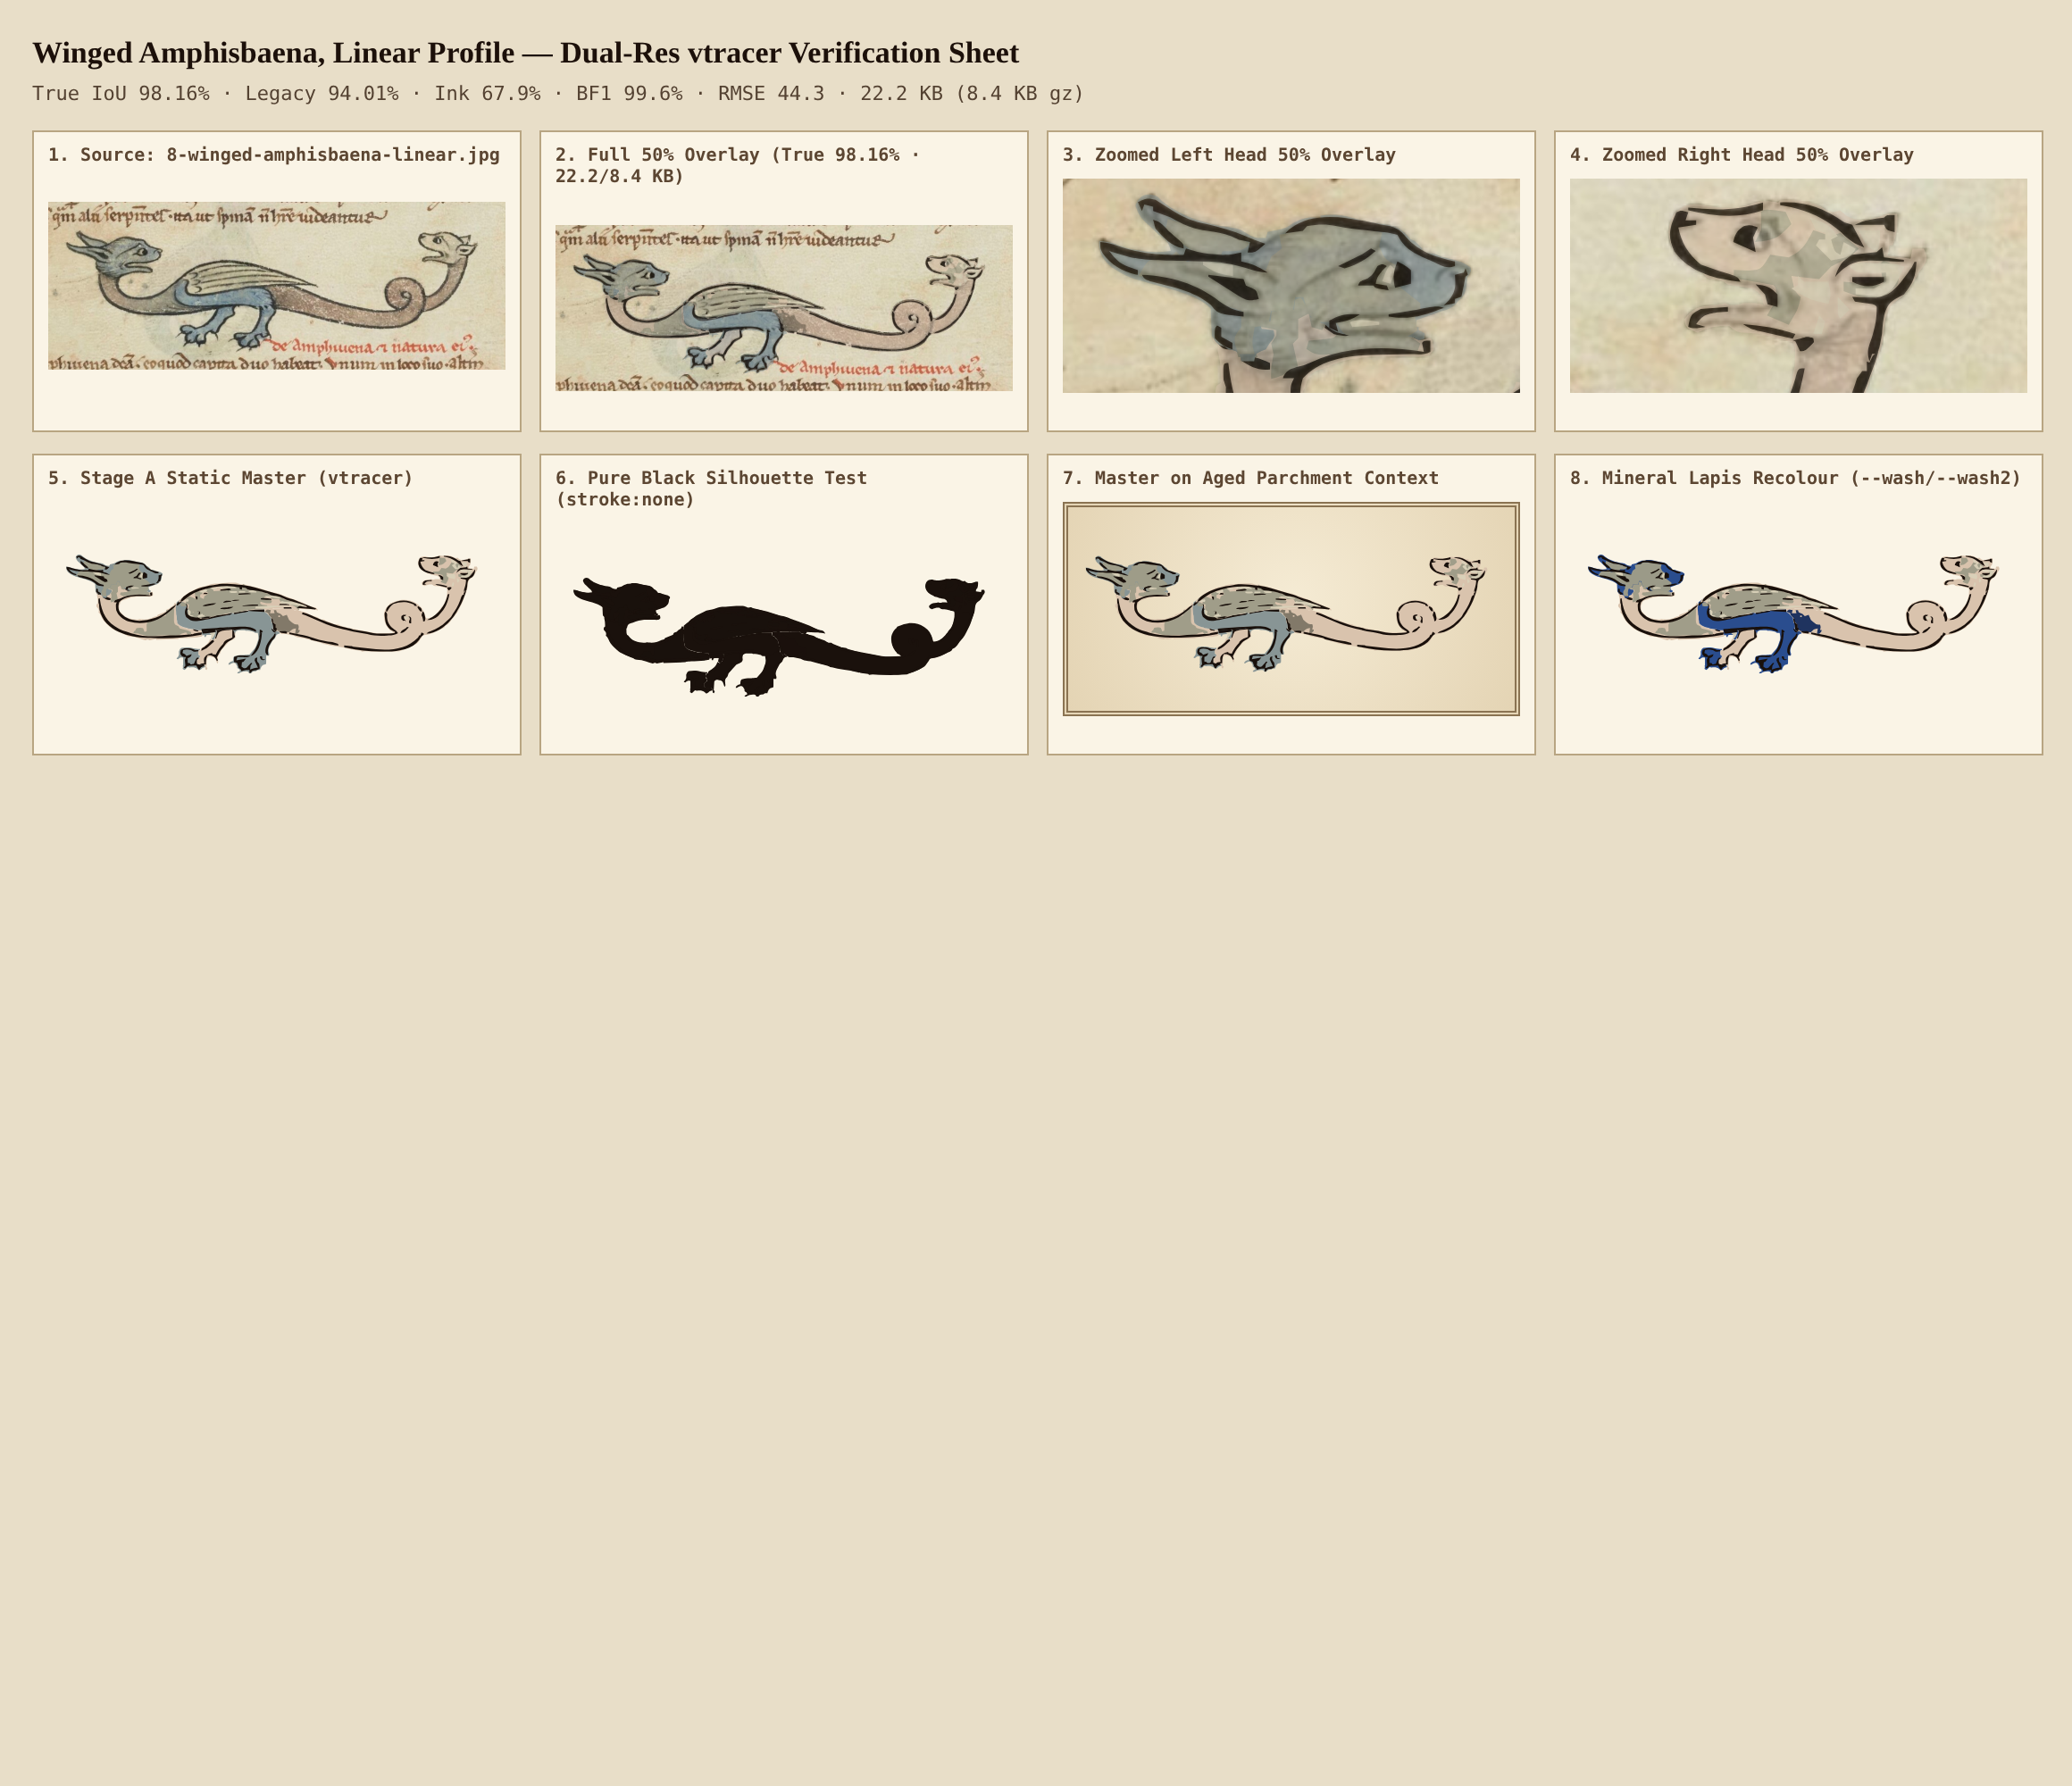 Winged Amphisbaena, Linear Profile — Dual-Res vtracer Verification Sheet
True IoU 98.16% · Legacy 94.01% · Ink 67.9% · BF1 99.6% · RMSE 44.3 · 22.2 KB (8.4 KB gz)
1. Source: 8-winged-amphisbaena-linear.jpg
2. Full 50% Overlay (True 98.16% ·
22.2/8.4 KB)
3. Zoomed Left Head 50% Overlay
4. Zoomed Right Head 50% Overlay
5. Stage A Static Master (vtracer)
6. Pure Black Silhouette Test
(stroke:none)
7. Master on Aged Parchment Context
8. Mineral Lapis Recolour (--wash/--wash2)